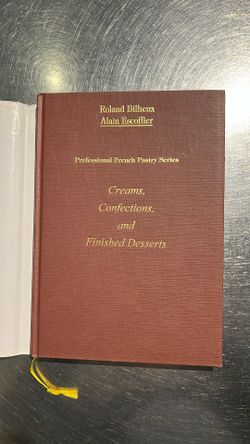 Roland Bilheux
Alain Escoffier
Professional French Pastry Series
Creams,
Confections,
and
Finished Desserts